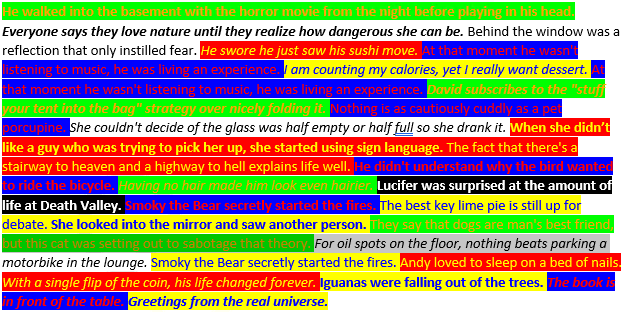 He walked into the basement with the horror movie from the night before playing in his head.
Everyone says they love nature until they realize how dangerous she can be. Behind the window was a
reflection that only instilled fear. He swore he just saw his sushi move. At that moment he wasn't
listening to music, he was living an experience. I am counting my calories, yet I really want dessert. At
that moment he wasn't listening to music, he was living an experience. David subscribes to the "stuff
your tent into the bag" strategy over nicely folding it. Nothing is as cautiously cuddly as a pet
porcupine. She couldn't decide of the glass was half empty or half full so she drank it. When she didn't
like a guy who was trying to pick her up, she started using sign language. The fact that there's a
stairway to heaven and a highway to hell explains life well. He didn't understand why the bird wanted
to ride the bicycle. Having no hair made him look even hairier. Lucifer was surprised at the amount of
life at Death Valley. Smoky the Bear secretly started the fires. The best key lime pie is still up for
debate. She looked into the mirror and saw another person. They say that dogs are man's best friend,
but this cat was setting out to sabotage that theory. For oil spots on the floor, nothing beats parking a
motorbike in the lounge. Smoky the Bear secretly started the fires. Andy loved to sleep on a bed of nails.
With a single flip of the coin, his life changed forever. Iguanas were falling out of the trees. The book is
in front of the table. Greetings from the real universe.